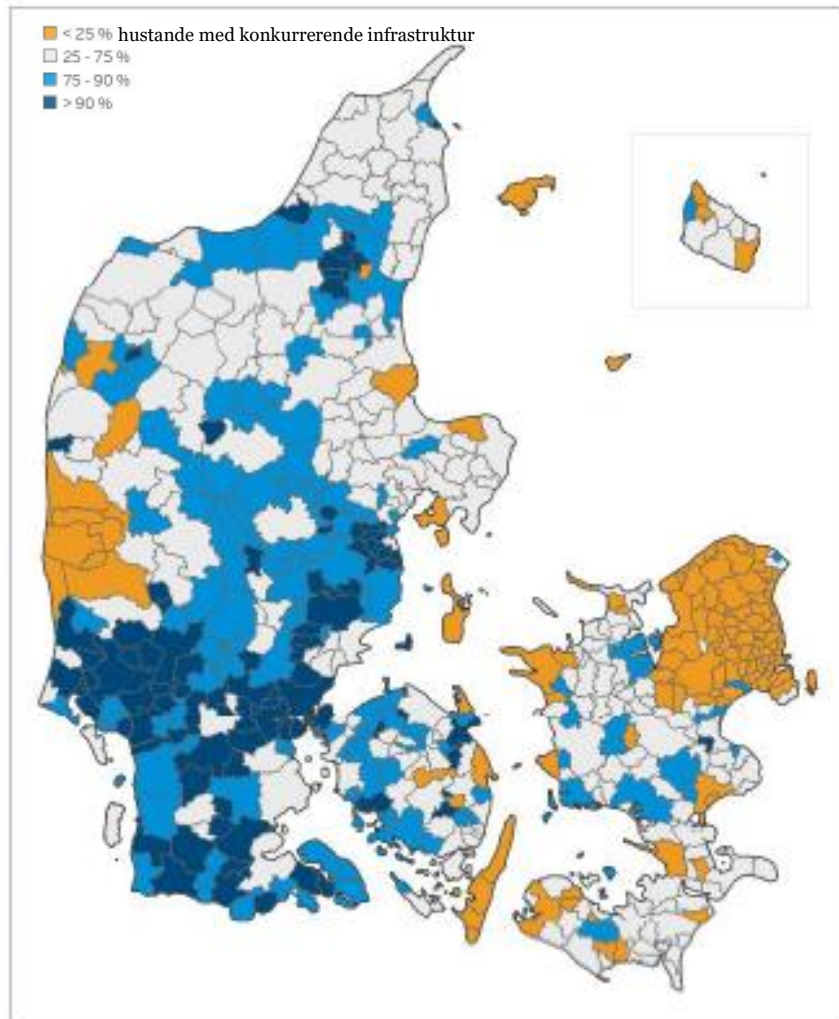 < 25 % hustande med konkurrerende infrastruktur
25 - 75 %
75 - 90 %
> 90 %